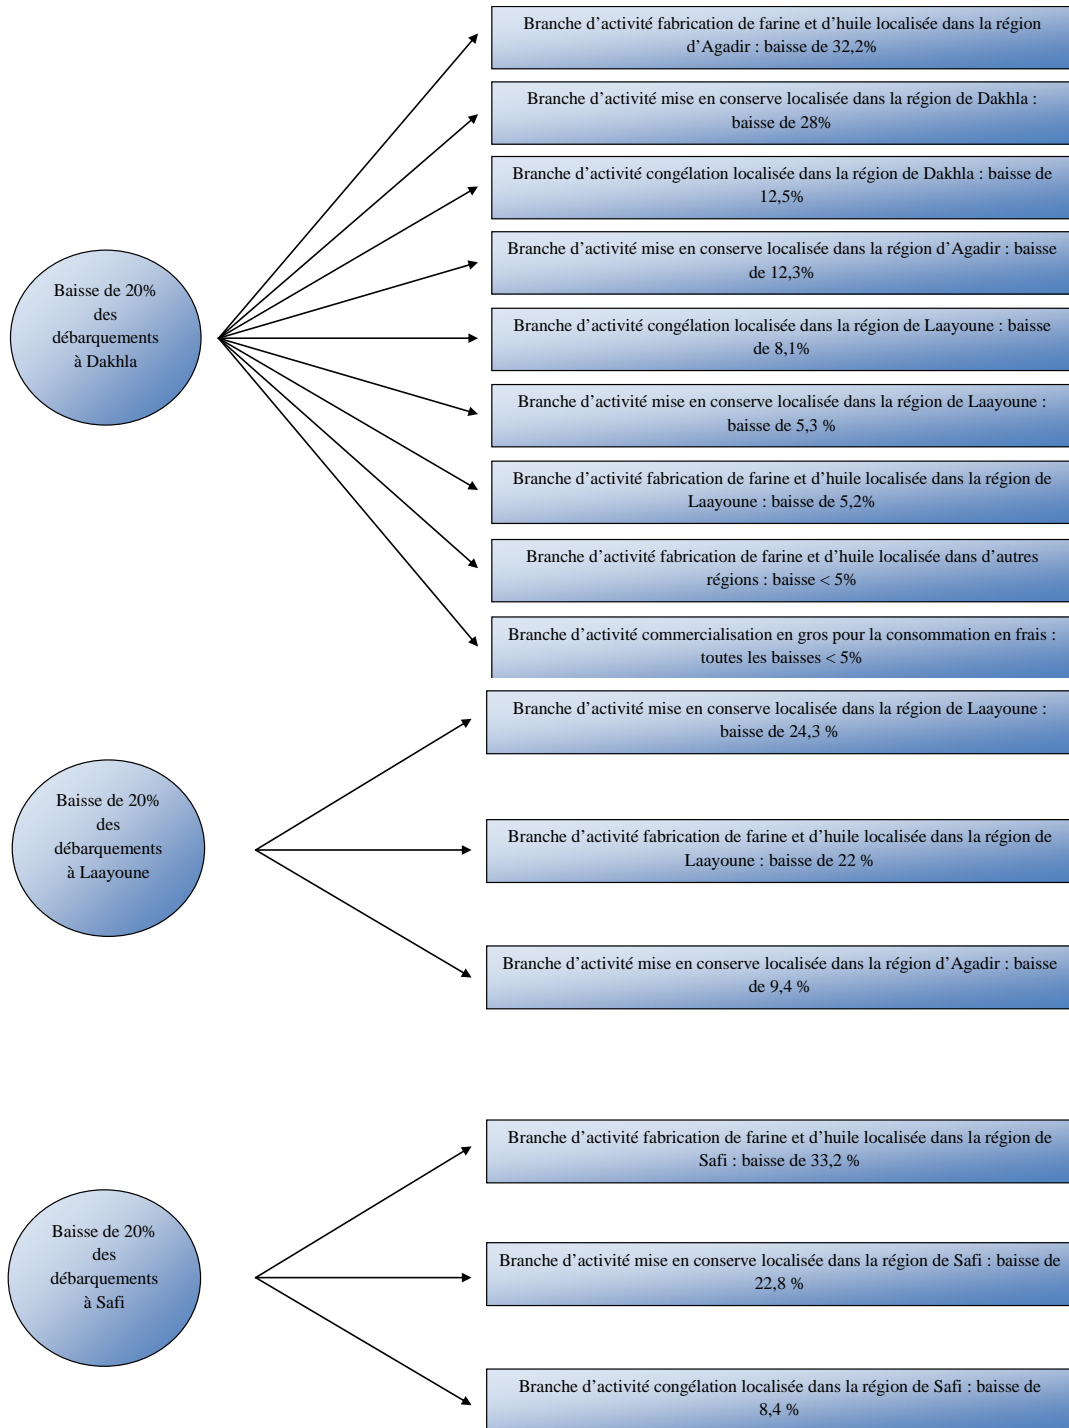 Branche d’activité fabrication de farine et d’huile localisée dans la région
d’Agadir : baisse de 32,2%
Branche d’activité mise en conserve localisée dans la région de Dakhla :
baisse de 28%
Branche d’activité congélation localisée dans la région de Dakhla : baisse de
12,5%
Branche d’activité mise en conserve localisée dans la région d’Agadir : baisse
de 12,3%
Branche d’activité congélation localisée dans la région de Laayoune : baisse
de 8,1%
Branche d’activité mise en conserve localisée dans la région de Laayoune :
baisse de 5,3 %
Branche d’activité fabrication de farine et d’huile localisée dans la région de
Laayoune : baisse de 5,2%
Branche d’activité fabrication de farine et d’huile localisée dans d’autres
régions : baisse < 5%
Branche d’activité commercialisation en gros pour la consommation en frais :
toutes les baisses < 5%
Baisse de 20%
des
débarquements
à Dakhla
Branche d’activité mise en conserve localisée dans la région de Laayoune :
baisse de 24,3 %
Branche d’activité fabrication de farine et d’huile localisée dans la région de
Laayoune : baisse de 22 %
Branche d’activité mise en conserve localisée dans la région d’Agadir : baisse
de 9,4 %
Baisse de 20%
des
débarquements
à Laayoune
Branche d’activité fabrication de farine et d’huile localisée dans la région de
Safi : baisse de 33,2 %
Branche d’activité mise en conserve localisée dans la région de Safi : baisse de
22,8 %
Branche d’activité congélation localisée dans la région de Safi : baisse de
8,4 %
Baisse de 20%
des
débarquements
à Safi